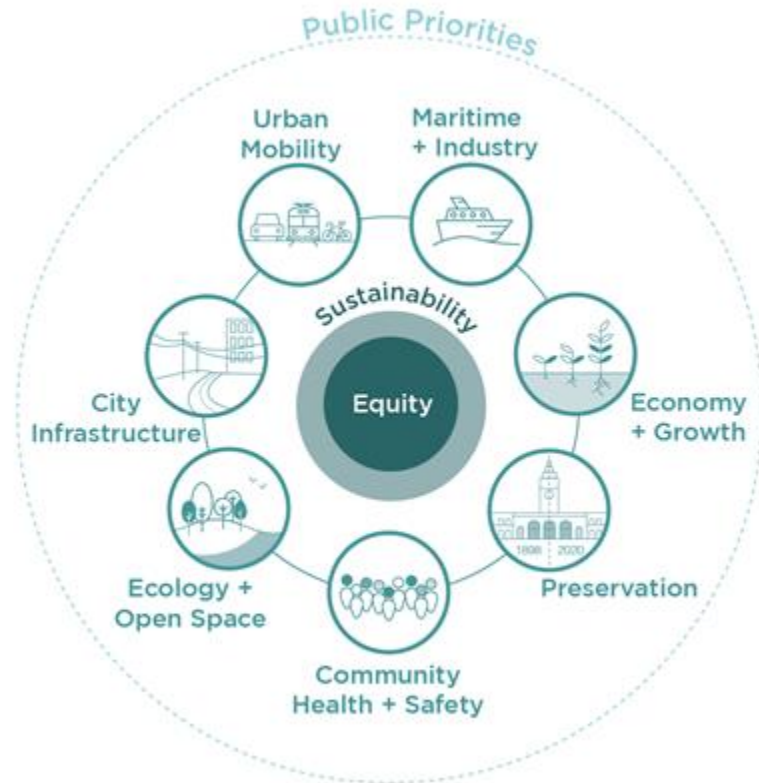 Public Priorities
Urban
Mobility
Maritime
+ Industry
Sustainability
Equity
City
Infrastructure
Economy
+ Growth
1898 2020
Ecology +
Open Space
Preservation
Community
Health + Safety